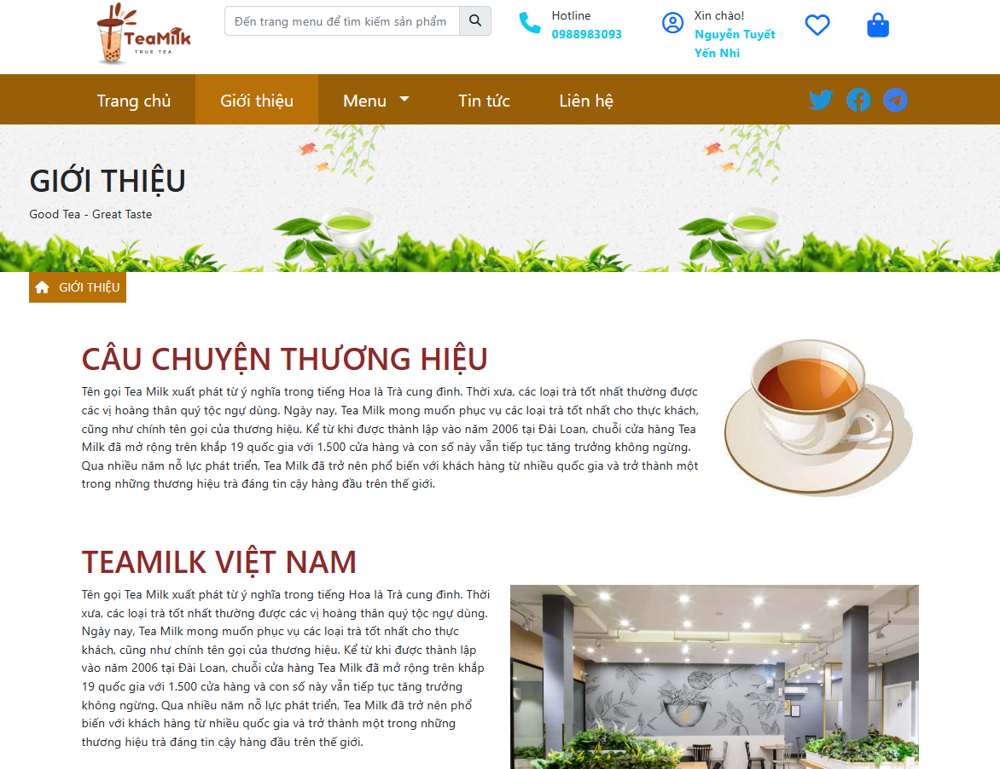 TeaMilk
TRUE TEA
Đến trang menu để tìm kiếm sản phẩm
Hotline
0988983093
Xin chào!
Nguyễn Tuyết
Yến Nhi
Trang chủ
Giới thiệu
Menu
Tin tức
Liên hệ
GIỚI THIỆU
Good Tea - Great Taste
GIỚI THIỆU
CÂU CHUYỆN THƯƠNG HIỆU
Tên gọi Tea Milk xuất phát từ ý nghĩa trong tiếng Hoa là Trà cung đình. Thời xưa, các loại trà tốt nhất thường được
các vị hoàng thân quý tộc ngự dùng. Ngày nay, Tea Milk mong muốn phục vụ các loại trà tốt nhất cho thực khách,
cũng như chính tên gọi của thương hiệu. Kể từ khi được thành lập vào năm 2006 tại Đài Loan, chuỗi cửa hàng Tea
Milk đã mở rộng trên khắp 19 quốc gia với 1.500 cửa hàng và con số này vẫn tiếp tục tăng trưởng không ngừng.
Qua nhiều năm nỗ lực phát triển, Tea Milk đã trở nên phổ biến với khách hàng từ nhiều quốc gia và trở thành một
trong những thương hiệu trà đáng tin cậy hàng đầu trên thế giới.
TEAMILK VIỆT NAM
Tên gọi Tea Milk xuất phát từ ý nghĩa trong tiếng Hoa là Trà cung đình. Thời
xưa, các loại trà tốt nhất thường được các vị hoàng thân quý tộc ngự dùng.
Ngày nay, Tea Milk mong muốn phục vụ các loại trà tốt nhất cho thực
khách, cũng như chính tên gọi của thương hiệu. Kể từ khi được thành lập
vào năm 2006 tại Đài Loan, chuỗi cửa hàng Tea Milk đã mở rộng trên khắp
19 quốc gia với 1.500 cửa hàng và con số này vẫn tiếp tục tăng trưởng
không ngừng. Qua nhiều năm nỗ lực phát triển, Tea Milk đã trở nên phổ
biến với khách hàng từ nhiều quốc gia và trở thành một trong những
thương hiệu trà đáng tin cậy hàng đầu trên thế giới.